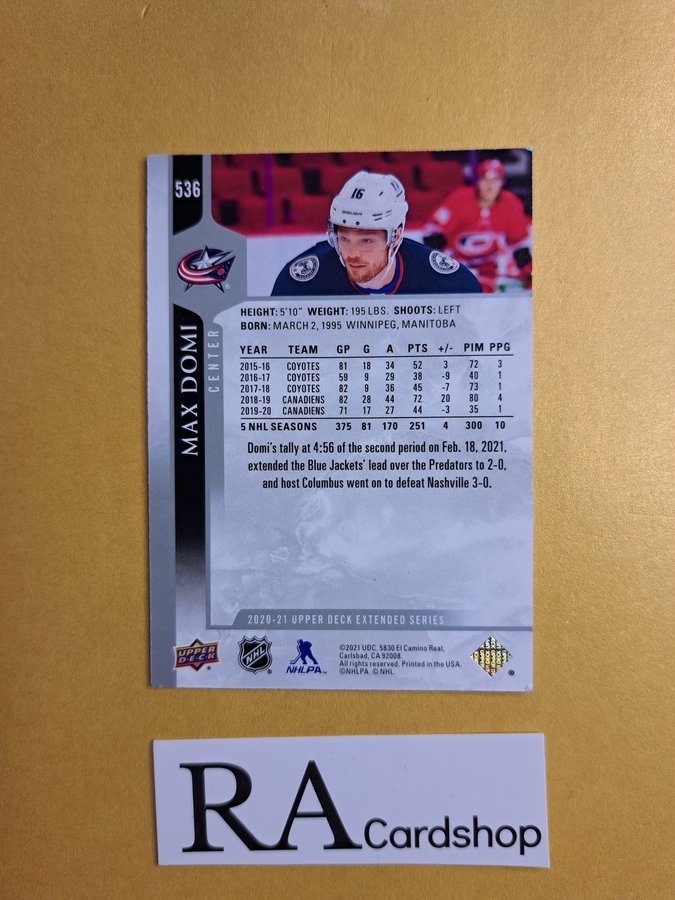 536
16
BAUER
MAX DOMI
CENTER
HEIGHT: 5'10" WEIGHT: 195 LBS. SHOOTS: LEFT
BORN: MARCH 2, 1995 WINNIPEG, MANITOBA
YEAR TEAM GP G A PTS +/- PIM PPG
2015-16 COYOTES 81 18 34 52 3 72 3
2016-17 COYOTES 59 9 29 38 -9 40 1
2017-18 COYOTES 82 9 36 45 -7 73 1
2018-19 CANADIENS 82 28 44 72 20 80 4
2019-20 CANADIENS 71 17 27 44 -3 35 1
5 NHL SEASONS 375 81 170 251 4 300 10
Domi's tally at 4:56 of the second period on Feb. 18, 2021,
extended the Blue Jackets' lead over the Predators to 2-0,
and host Columbus went on to defeat Nashville 3-0.
2020-21 UPPER DECK EXTENDED SERIES
UPPER DECK
NHL
NHLPA
©2021 UDC. 5830 El Camino Real,
Carlsbad, CA 92008.
All rights reserved. Printed in the USA.
©NHLPA. ©NHL.
RA Cardshop